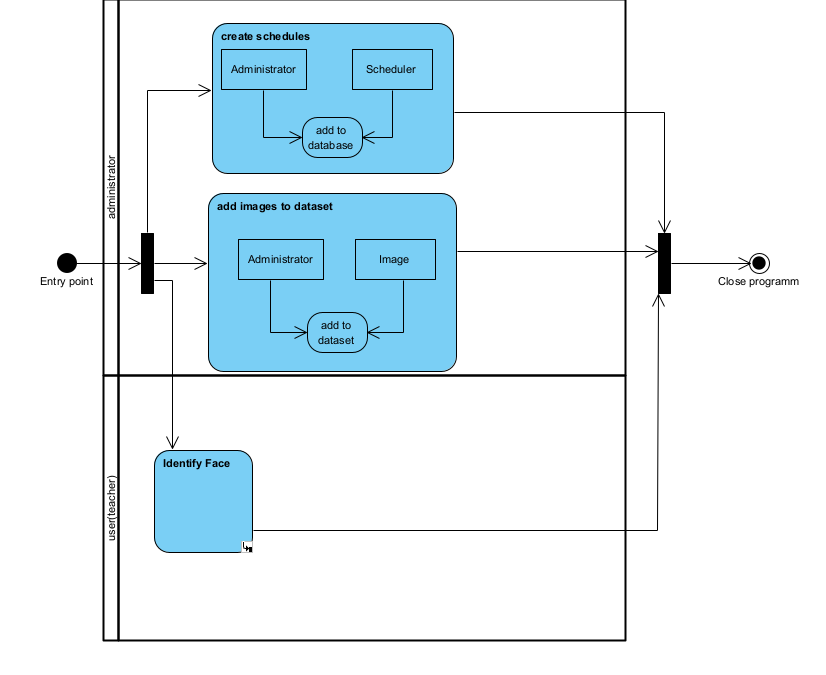 create schedules
Administrator
Scheduler
add to
database
administrator
add images to dataset
Administrator
Image
add to
dataset
Entry point
Close programm
Identify Face
user(teacher)